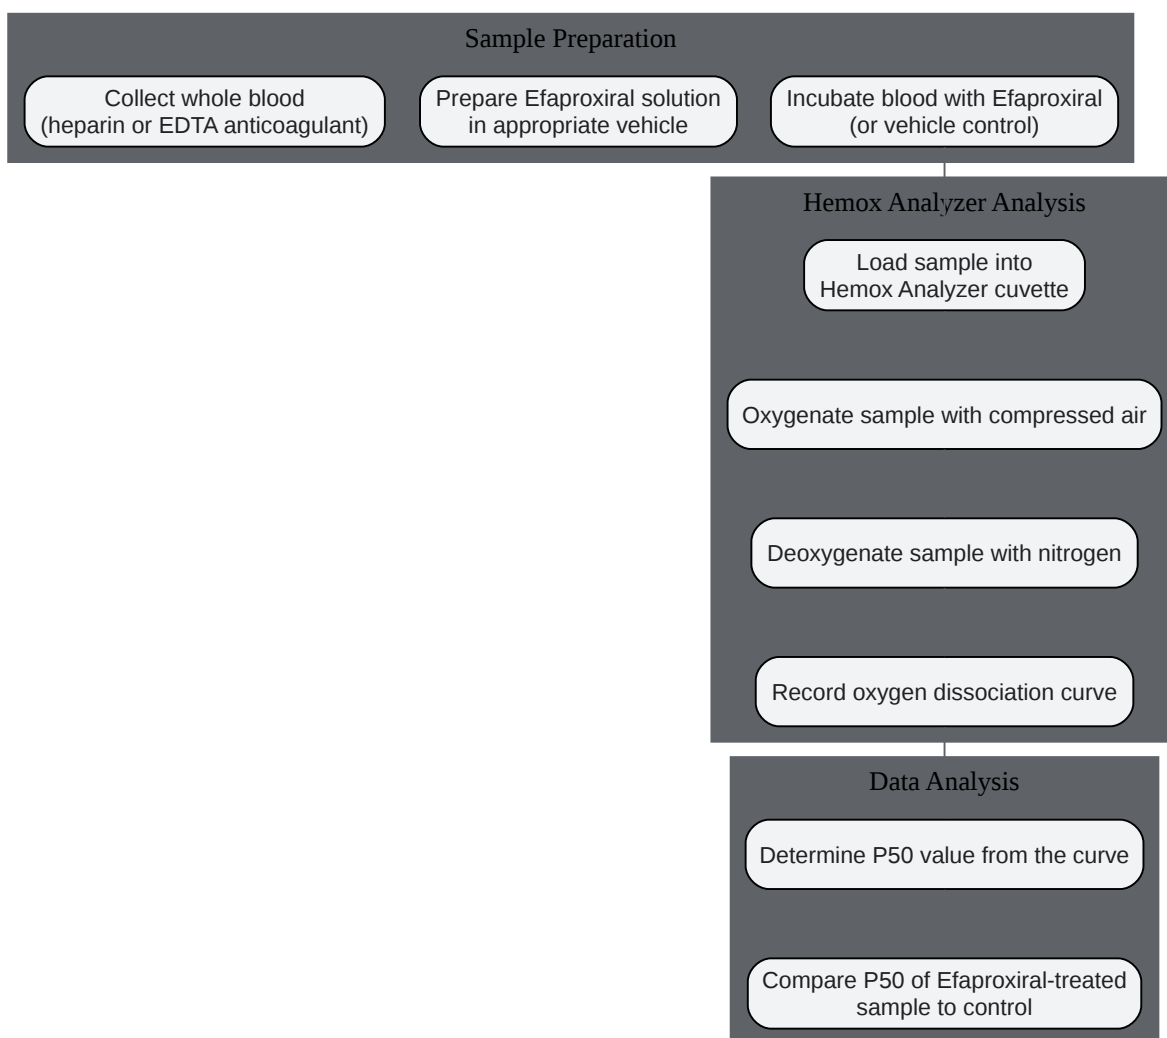 Sample Preparation
Collect whole blood
(heparin or EDTA anticoagulant)
Prepare Efaproxiral solution
in appropriate vehicle
Incubate blood with Efaproxiral
(or vehicle control)
Hemox Analyzer Analysis
Load sample into
Hemox Analyzer cuvette
Oxygenate sample with compressed air
Deoxygenate sample with nitrogen
Record oxygen dissociation curve
Data Analysis
Determine P50 value from the curve
Compare P50 of Efaproxiral-treated
sample to control